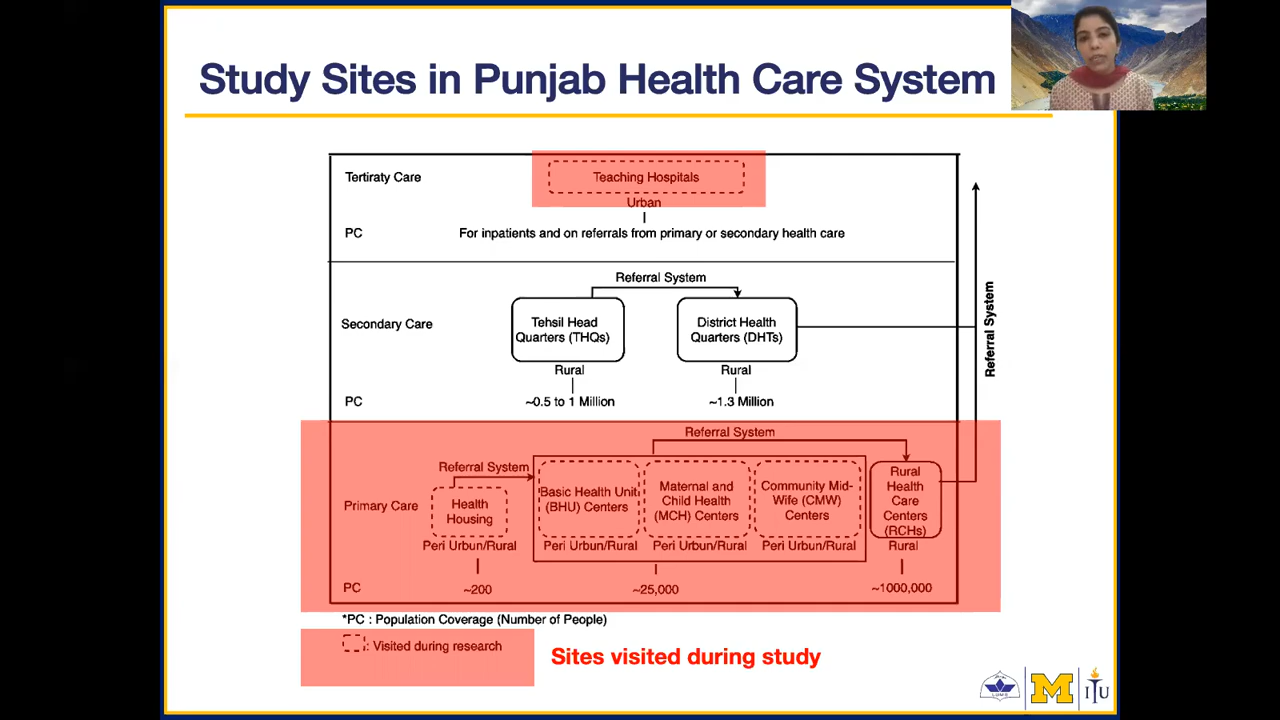 Study Sites in Punjab Health Care System
Tertiraty Care
Teaching Hospitals
Urban
PC
For inpatients and on referrals from primary or secondary health care
Referral System
Secondary Care
Tehsil Head
Quarters (THQs)
District Health
Quarters (DHTs)
Rural
Rural
PC
~0.5 to 1 Million
~1.3 Million
Referral System
Referral System
Referral System
Primary Care
Health
Housing
Basic Health Unit
(BHU) Centers
Maternal and
Child Health
(MCH) Centers
Community Mid-
Wife (CMW)
Centers
Rural
Health
Care
Centers
(RCHs)
Peri Urbun/Rural
Peri Urbun/Rural
Peri Urbun/Rural
Peri Urbun/Rural
Rural
PC
~200
~25,000
~1000,000
*PC : Population Coverage (Number of People)
: Visited during research
Sites visited during study
LUMS
M
ITU